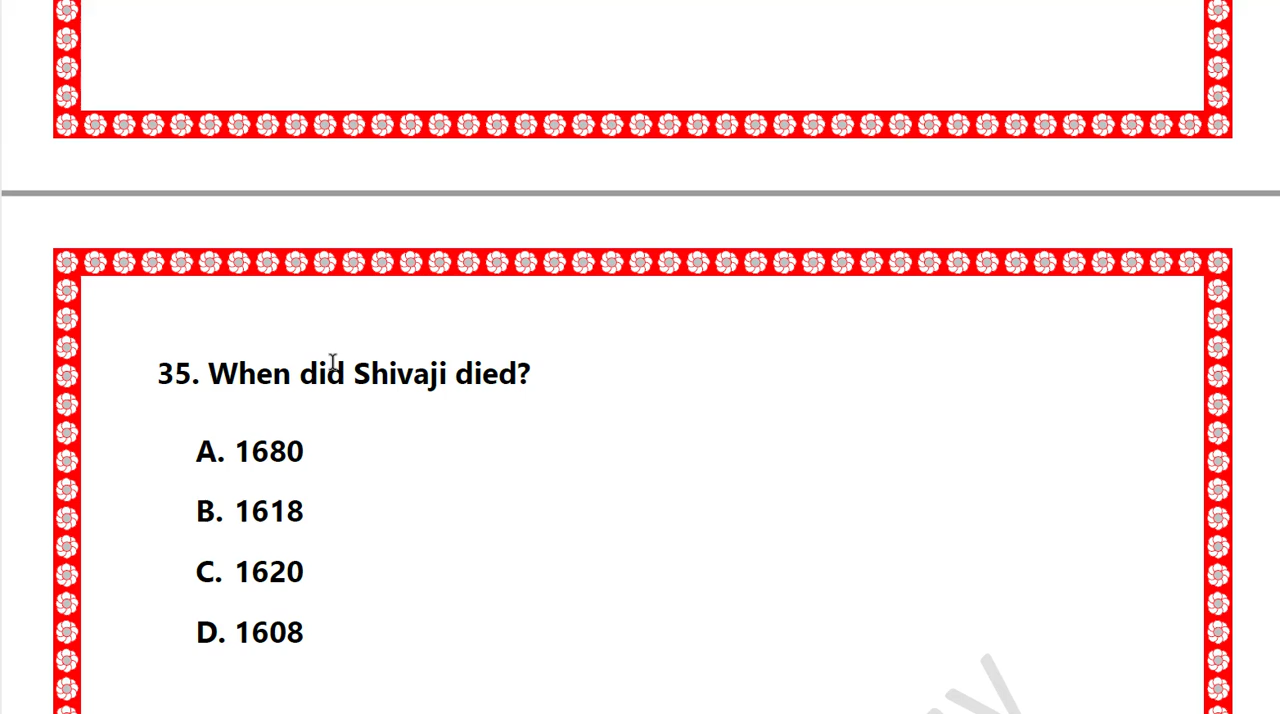 35. When did Shivaji died?
A. 1680
B. 1618
C. 1620
D. 1608